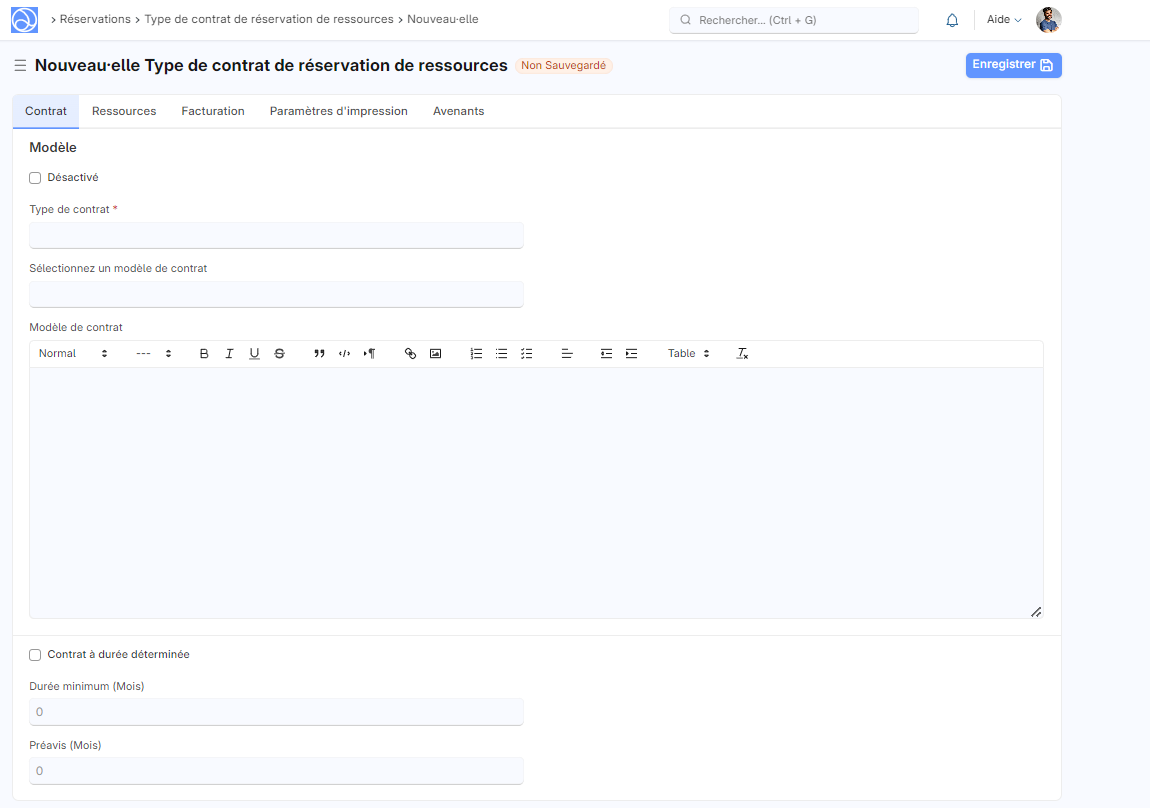 Réservations > Type de contrat de réservation de ressources > Nouveau·elle
Rechercher... (Ctrl + G)
Aide
Nouveau·elle Type de contrat de réservation de ressources
Non Sauvegardé
Enregistrer
Contrat
Ressources
Facturation
Paramètres d'impression
Avenants
Modèle
Désactivé
Type de contrat *
Sélectionnez un modèle de contrat
Modèle de contrat
Normal
---
B I U S
Table
Contrat à durée déterminée
Durée minimum (Mois)
0
Préavis (Mois)
0